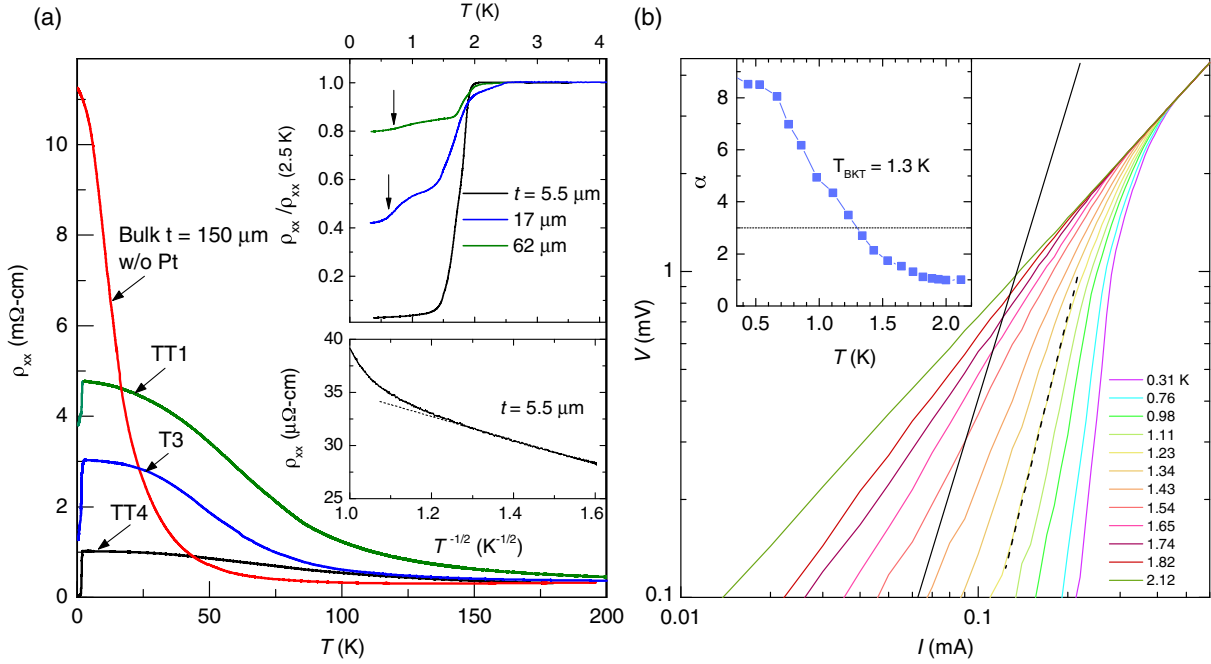 (a)
T (K)
0 1 2 3 4
ρxx /ρxx (2.5 K)
1.0
0.8
0.6
0.4
0.2
t = 5.5 μm
17 μm
62 μm
ρxx (mΩ-cm)
10
8
6
4
2
0
Bulk t = 150 μm
w/o Pt
TT1
T3
TT4
ρxx (μΩ-cm)
40
35
30
25
t = 5.5 μm
1.0 1.2 1.4 1.6
T -1/2 (K-1/2)
0 50 100 150 200
T (K)
(b)
α
8
6
4
2
0
TBKT = 1.3 K
0.5 1.0 1.5 2.0
T (K)
V (mV)
1
0.1
0.31 K
0.76
0.98
1.11
1.23
1.34
1.43
1.54
1.65
1.74
1.82
2.12
0.01 0.1
I (mA)